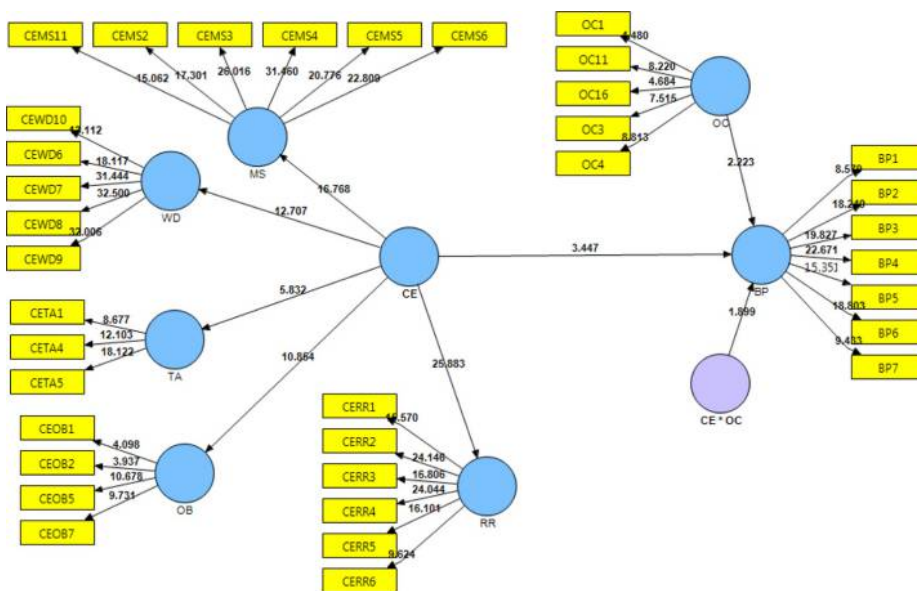 CEMS11 CEMS2 CEMS3 CEMS4 CEMS5 CEMS6
15.062 17.301 26.016 31.460 20.776 22.809
MS
CEWD10
CEWD6
CEWD7
CEWD8
CEWD9
18.117
31.444
32.500
32.006
WD
CETA1
CETA4
CETA5
8.677
12.103
18.122
TA
CEOB1
CEOB2
CEOB5
CEOB7
4.098
3.937
10.678
9.731
OB
16.768
12.707
5.832
10.864
25.883
3.447
CE
CERR1
CERR2
CERR3
CERR4
CERR5
CERR6
24.146
16.806
24.044
16.101
9.624
RR
OC1
OC11
OC16
OC3
OC4
8.220
4.684
7.515
8.813
OC
2.223
1.899
CE * OC
BP
BP1
BP2
BP3
BP4
BP5
BP6
BP7
8.579
19.827
22.671
18.803
9.433